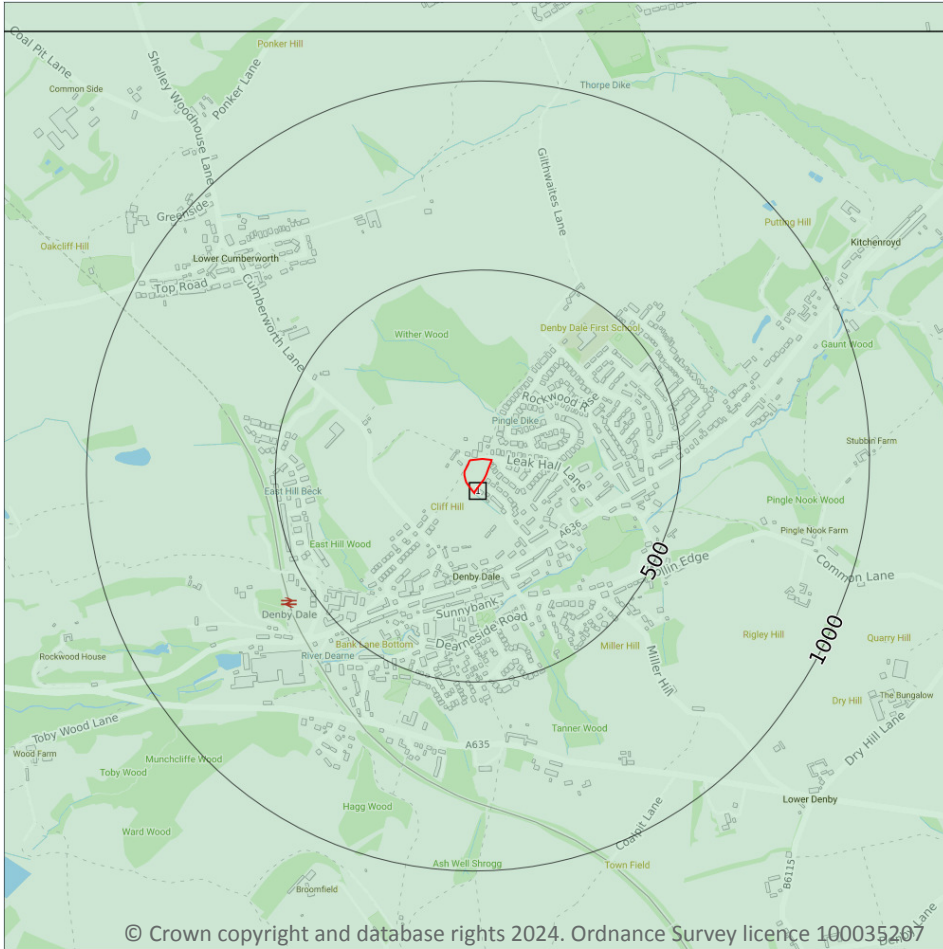 Ponker Hill
Coal Pit Lane
Common Side
Shelley Woodhouse Lane
Ponker Lane
Thorpe Dike
Gilthwaites Lane
Greenside
Putting Hill
Kitchenroyd
Oakcliff Hill
Lower Cumberworth
Top Road
Cumberworth Lane
Wither Wood
Denby Dale First School
Gaunt Wood
Rockwood Rise
Pingle Dike
Stubbin Farm
Leak Hall Lane
East Hill Beck
Cliff Hill
Pingle Nook Wood
A636
Pingle Nook Farm
East Hill Wood
500
Common Lane
Denby Dale
Denby Dale
Sunnybank
Dearneside Road
1000
Rigley Hill
Quarry Hill
Bank Lane Bottom
Miller Hill
River Dearne
Rockwood House
Miller Hill
The Bungalow
Dry Hill
Toby Wood Lane
Tanner Wood
Dry Hill Lane
A635
Wood Farm
Munchcliffe Wood
Toby Wood
Lower Denby
Hagg Wood
Coalpit Lane
Ward Wood
Ash Well Shrogg
Town Field
B6115
Broomfield
Denby Lane
© Crown copyright and database rights 2024. Ordnance Survey licence 100035207